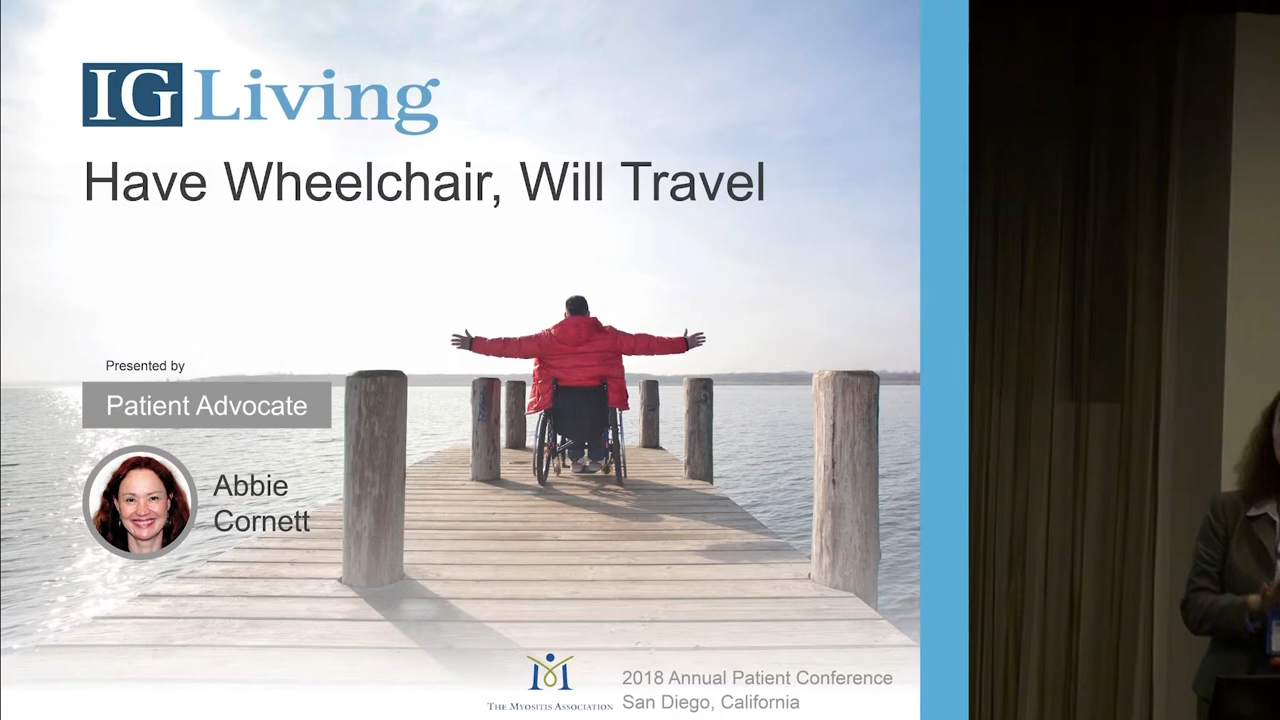 IG Living
Have Wheelchair, Will Travel
Presented by
Patient Advocate
Abbie
Cornett
THE MYOSITIS ASSOCIATION
2018 Annual Patient Conference
San Diego, California